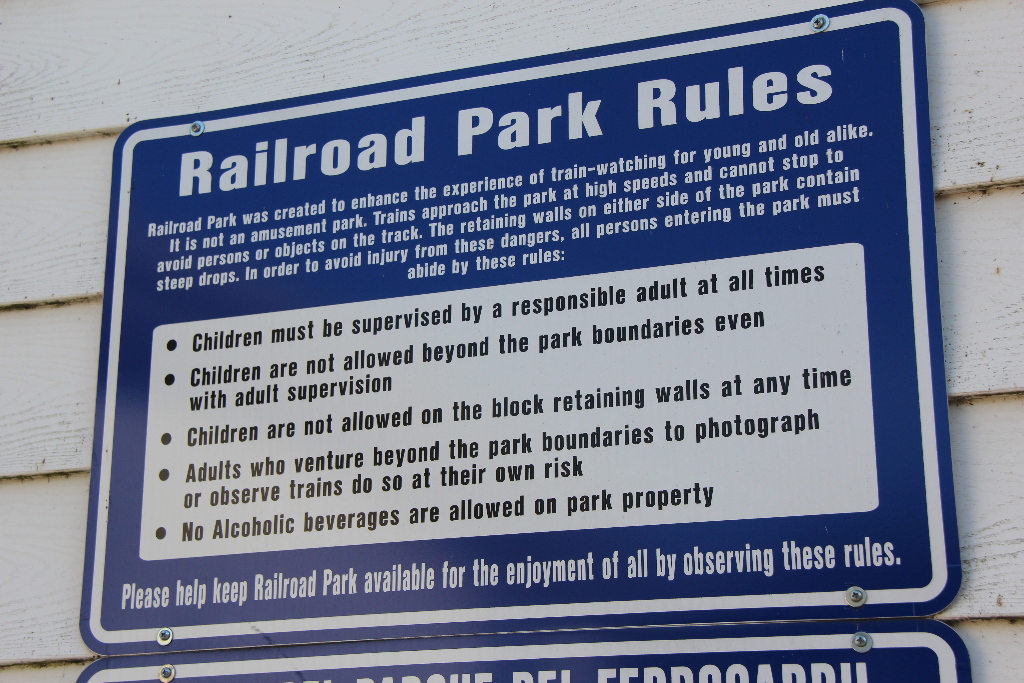 Railroad Park Rules
Railroad Park was created to enhance the experience of train-watching for young and old alike.
It is not an amusement park. Trains approach the park at high speeds and cannot stop to
avoid persons or objects on the track. The retaining walls on either side of the park contain
steep drops. In order to avoid injury from these dangers, all persons entering the park must
abide by these rules:
• Children must be supervised by a responsible adult at all times
• Children are not allowed beyond the park boundaries even
with adult supervision
• Children are not allowed on the block retaining walls at any time
• Adults who venture beyond the park boundaries to photograph
or observe trains do so at their own risk
• No Alcoholic beverages are allowed on park property
Please help keep Railroad Park available for the enjoyment of all by observing these rules.
PARQUE DEL FERROCARRIL